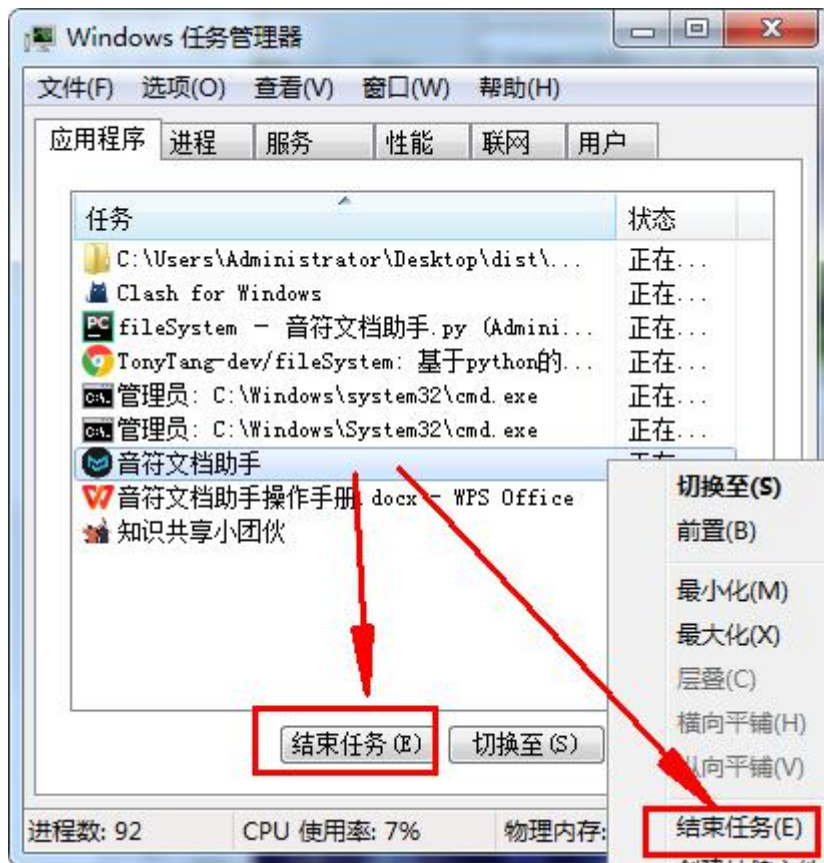 Windows 任务管理器
文件(F) 选项(O) 查看(V) 窗口(W) 帮助(H)
应用程序 进程 服务 性能 联网 用户
任务 状态
C:\Users\Administrator\Desktop\dist\... 正在...
Clash for Windows 正在...
fileSystem - 音符文档助手.py (Admini... 正在...
TonyTang-dev/fileSystem: 基于python的... 正在...
管理员: C:\Windows\system32\cmd.exe 正在...
管理员: C:\Windows\System32\cmd.exe 正在...
音符文档助手
音符文档助手操作手册.docx - WPS Office
知识共享小团伙
切换至(S)
前置(B)
最小化(M)
最大化(X)
层叠(C)
横向平铺(H)
纵向平铺(V)
结束任务(E)
结束任务(E) 切换至(S)
进程数: 92 CPU 使用率: 7% 物理内存: